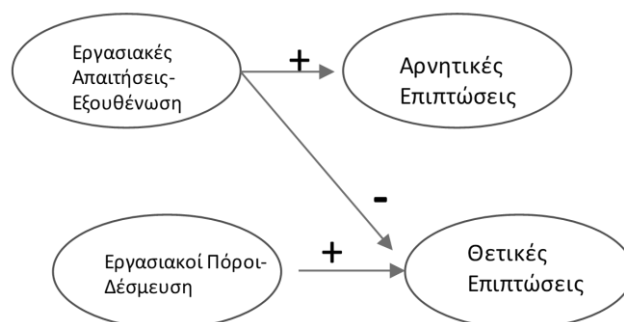 Εργασιακές
Απαιτήσεις-
Εξουθένωση
+
Αρνητικές
Επιπτώσεις
-
Εργασιακοί Πόροι-
Δέσμευση
+
Θετικές
Επιπτώσεις